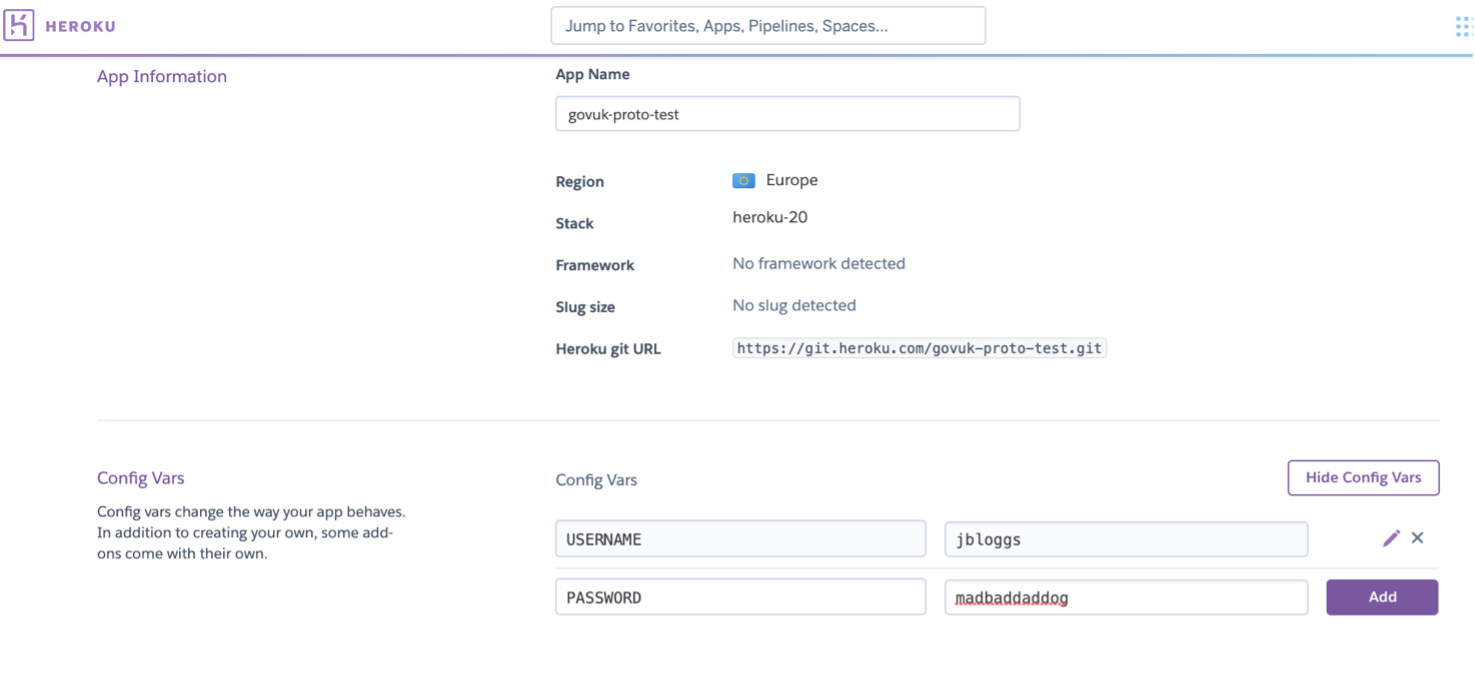 HEROKU
Jump to Favorites, Apps, Pipelines, Spaces...
App Information
App Name
govuk-proto-test
Region Europe
Stack heroku-20
Framework No framework detected
Slug size No slug detected
Heroku git URL https://git.heroku.com/govuk-proto-test.git
Config Vars
Config vars change the way your app behaves.
In addition to creating your own, some add-
ons come with their own.
Config Vars Hide Config Vars
USERNAME jbloggs
PASSWORD madbaddaddog Add